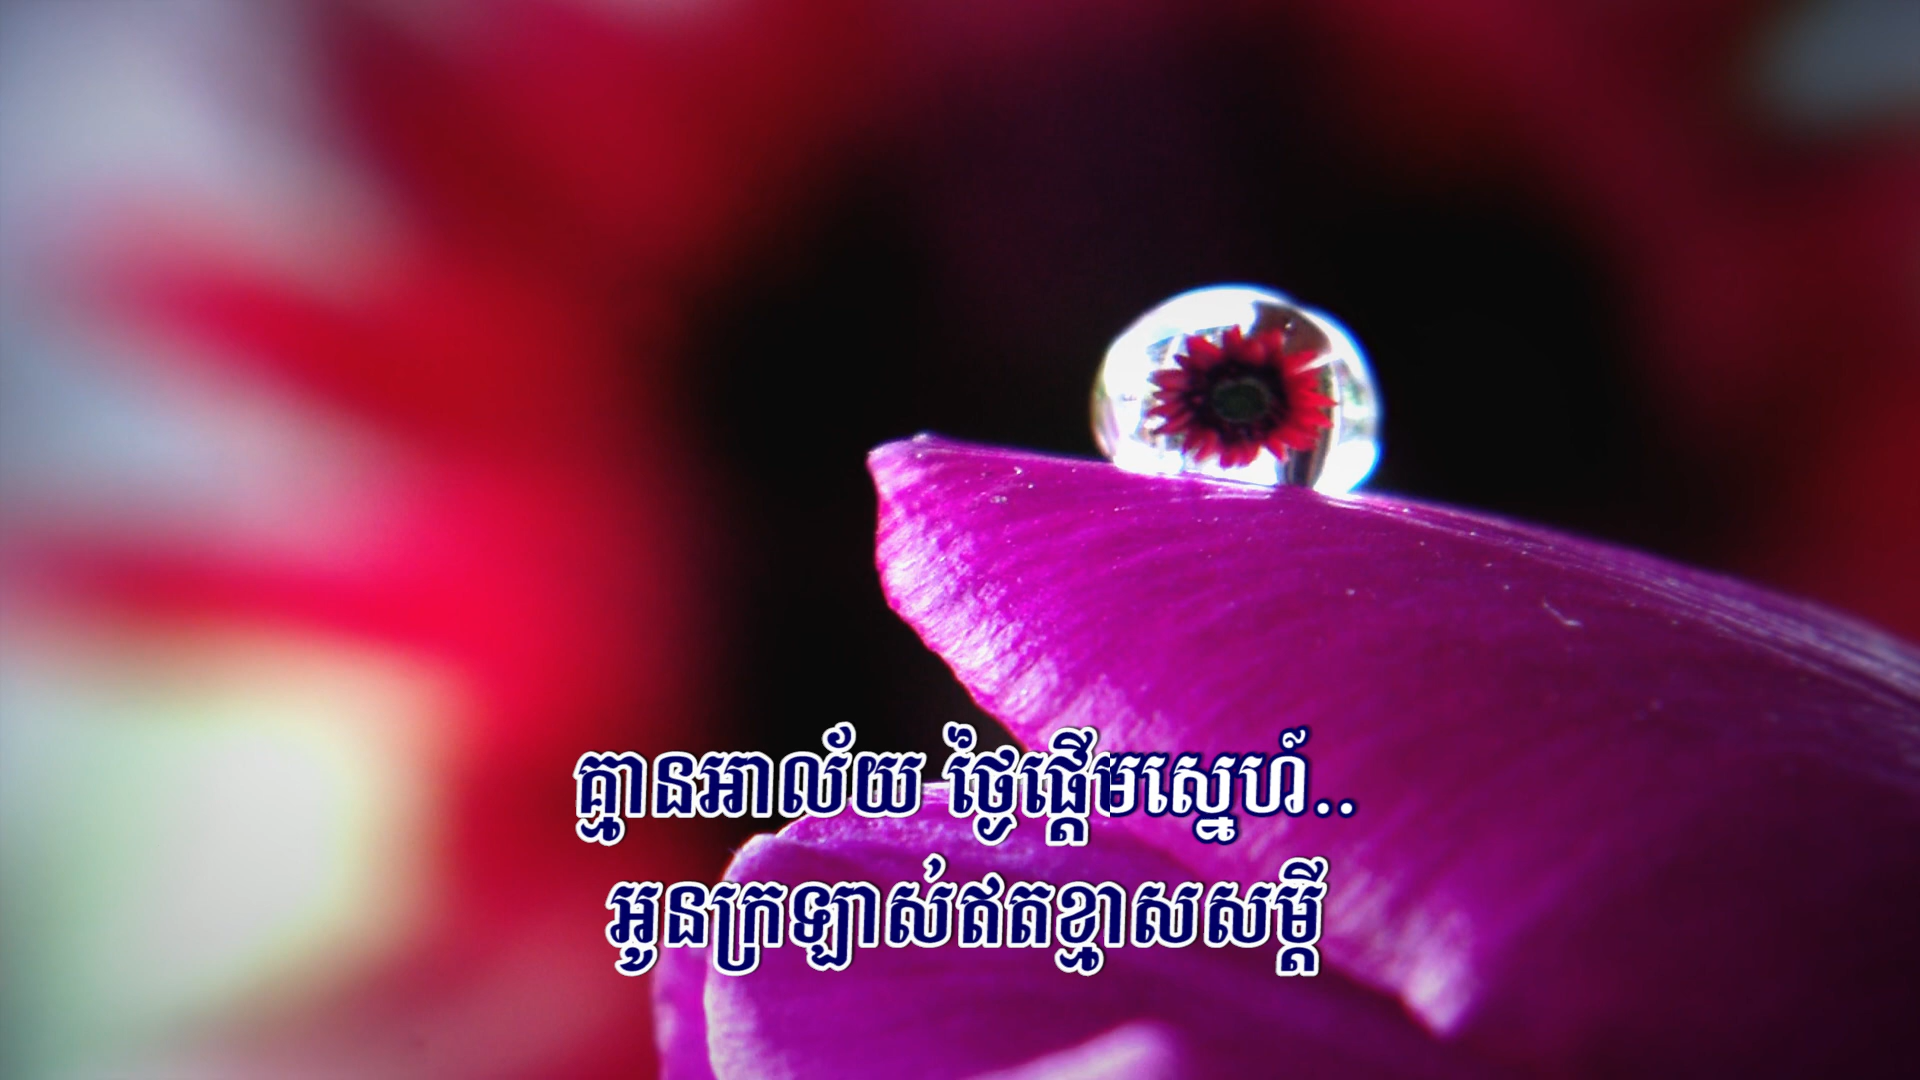 គ្មានអាល័យ ថ្ងៃផ្ដើមស្នេហ៍..
អូនក្រឡាស់ឥតខ្មាសសម្ដី